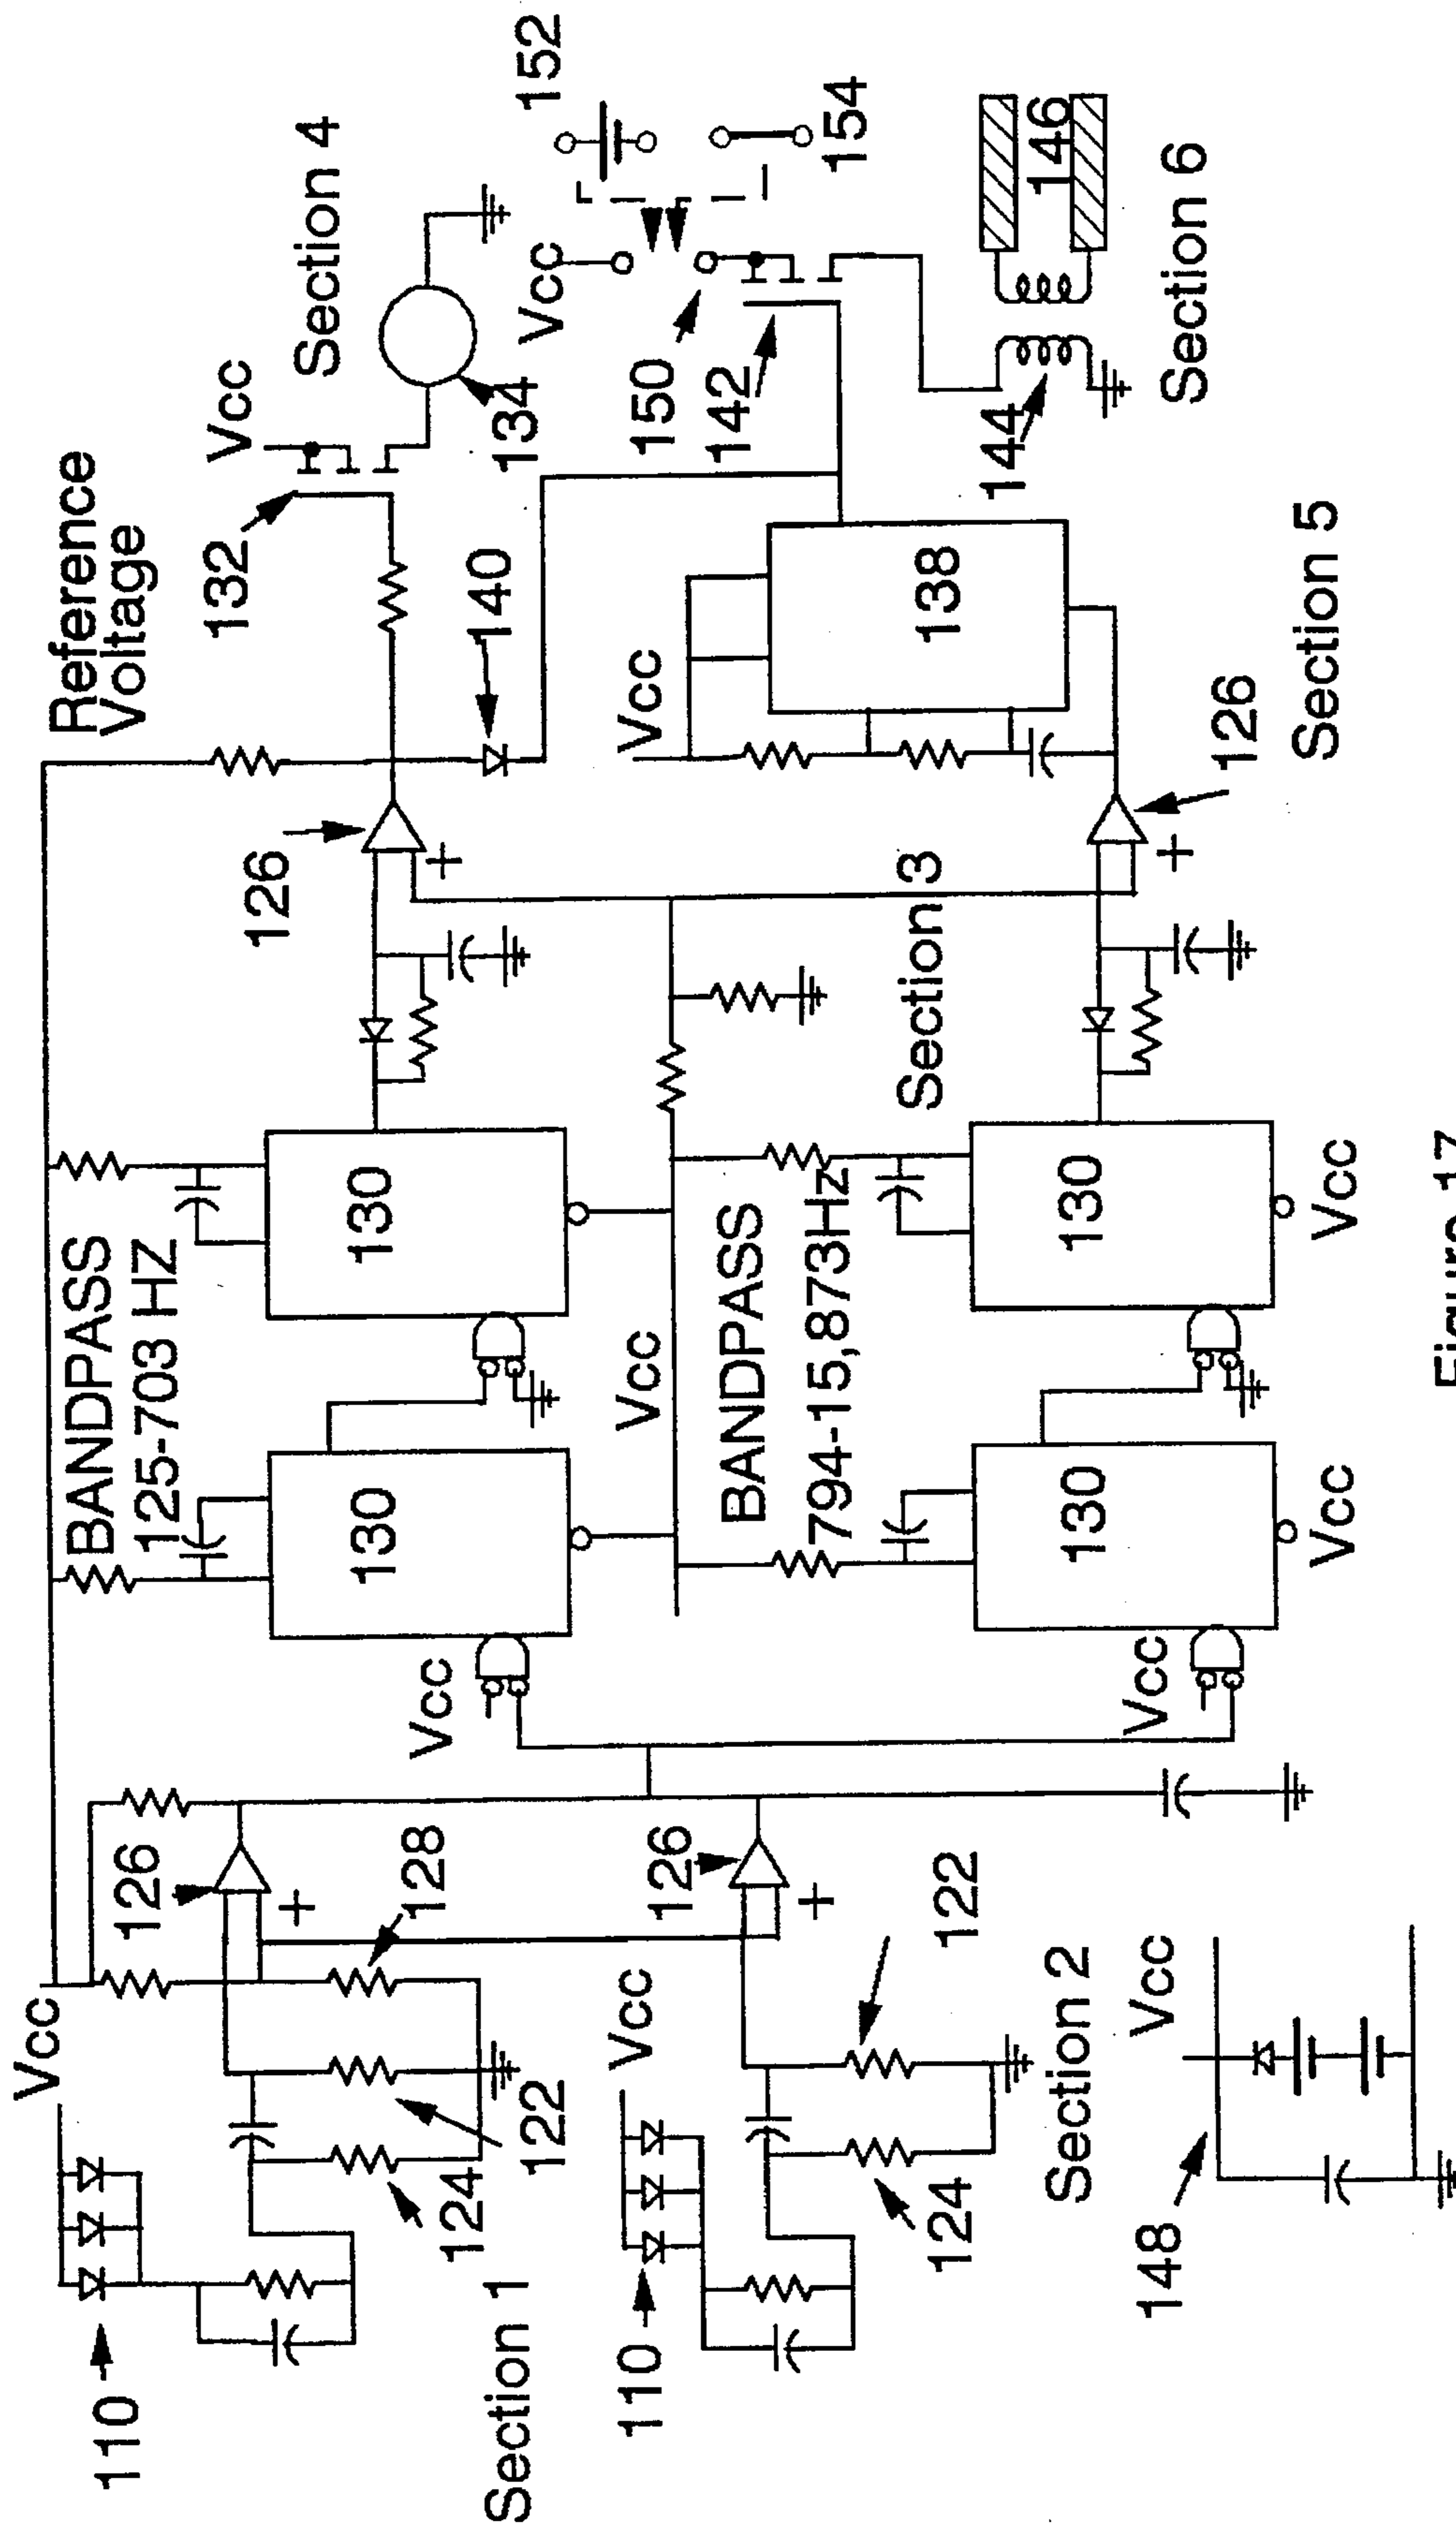 Vcc
110
Section 1
124
122
126
+
128
Vcc
110
124
122
126
+
Section 2
148
Vcc
BANDPASS
125-703 HZ
130
130
Vcc
Vcc
BANDPASS
794-15,873Hz
130
130
Vcc
Vcc
Vcc
Section 3
126
+
126
+
Reference
Voltage
132
140
Vcc
134
Section 4
Vcc
138
Section 5
Vcc
150
142
152
154
144
146
Section 6
Figure 17